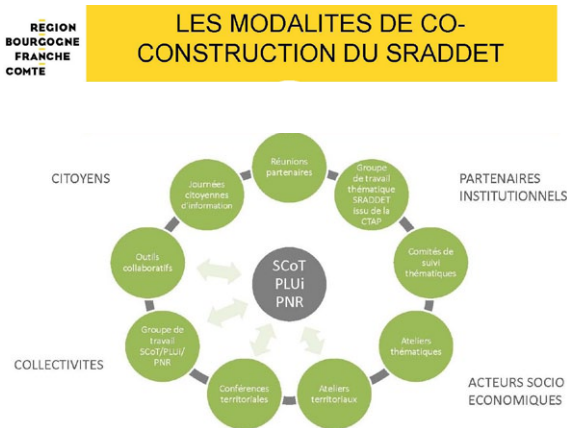 RÉGION
BOURGOGNE
FRANCHE
COMTÉ
LES MODALITES DE CO-
CONSTRUCTION DU SRADDET
CITOYENS
PARTENAIRES
INSTITUTIONNELS
COLLECTIVITES
ACTEURS SOCIO
ECONOMIQUES
Réunions
partenaires
Groupe
de travail
thématique
SRADDET
issu de la
CTAP
Comités de
suivi
thématiques
Ateliers
thématiques
Ateliers
territoriaux
Conférences
territoriales
Groupe de
travail
SCoT/PLUi/
PNR
Outils
collaboratifs
Journées
citoyennes
d'information
SCoT
PLUi
PNR